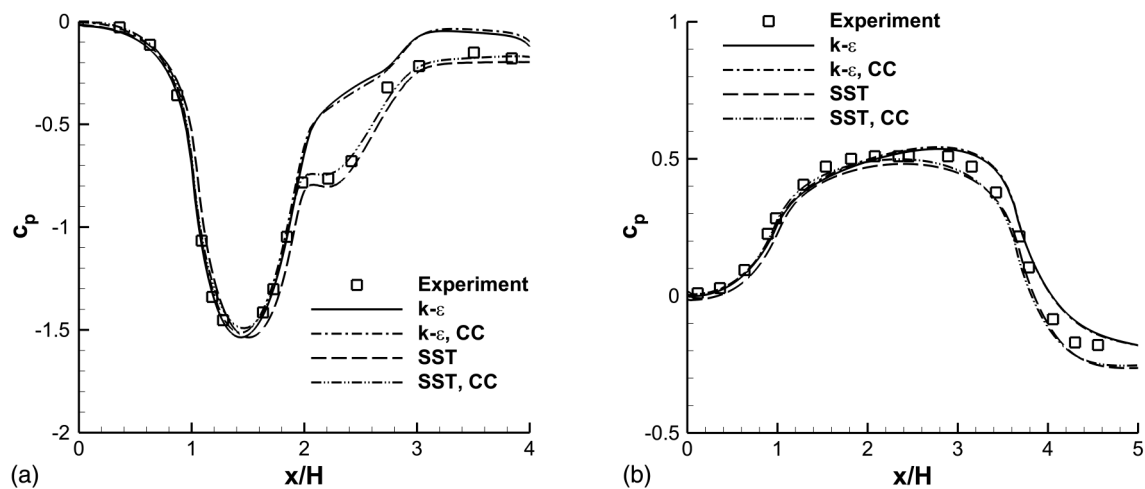 0
-0.5
-1
-1.5
-2
c_p
0 1 2 3 4
x/H
(a)
Experiment
k-ε
k-ε, CC
SST
SST, CC
1
0.5
0
-0.5
c_p
0 1 2 3 4 5
x/H
(b)
Experiment
k-ε
k-ε, CC
SST
SST, CC